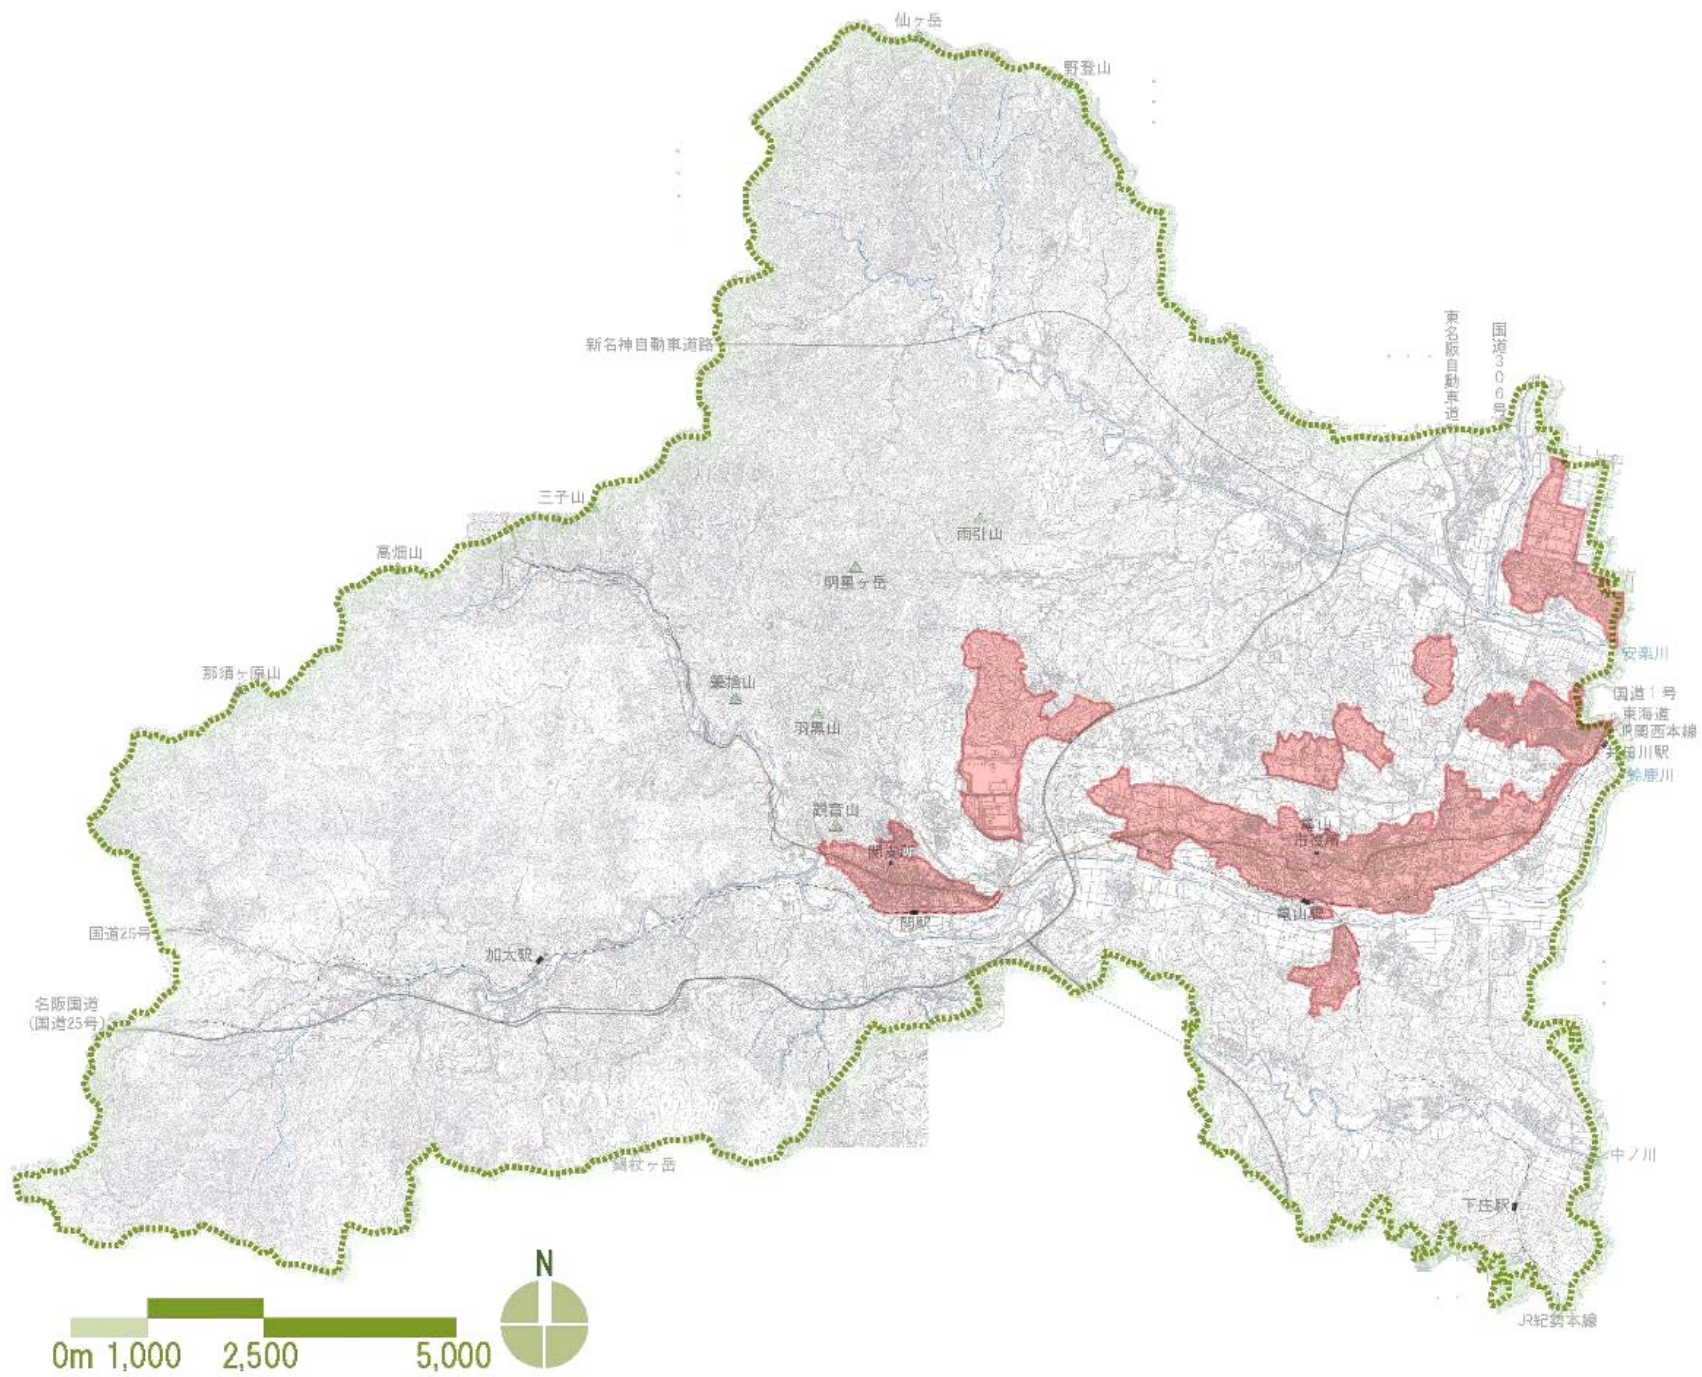 仙ヶ岳
野登山
東名阪自動車道
国道306号
新名神自動車道路
三子山
雨引山
高畑山
明星ヶ岳
安楽川
那須ヶ原山
筆捨山
国道1号
羽黒山
東海道
JR関西本線
井田川駅
鈴鹿川
観音山
亀山
市役所
関支所
亀山駅
関駅
国道25号
加太駅
名阪国道
(国道25号)
中ノ川
錫杖ヶ岳
下庄駅
N
JR紀勢本線
0m 1,000 2,500 5,000